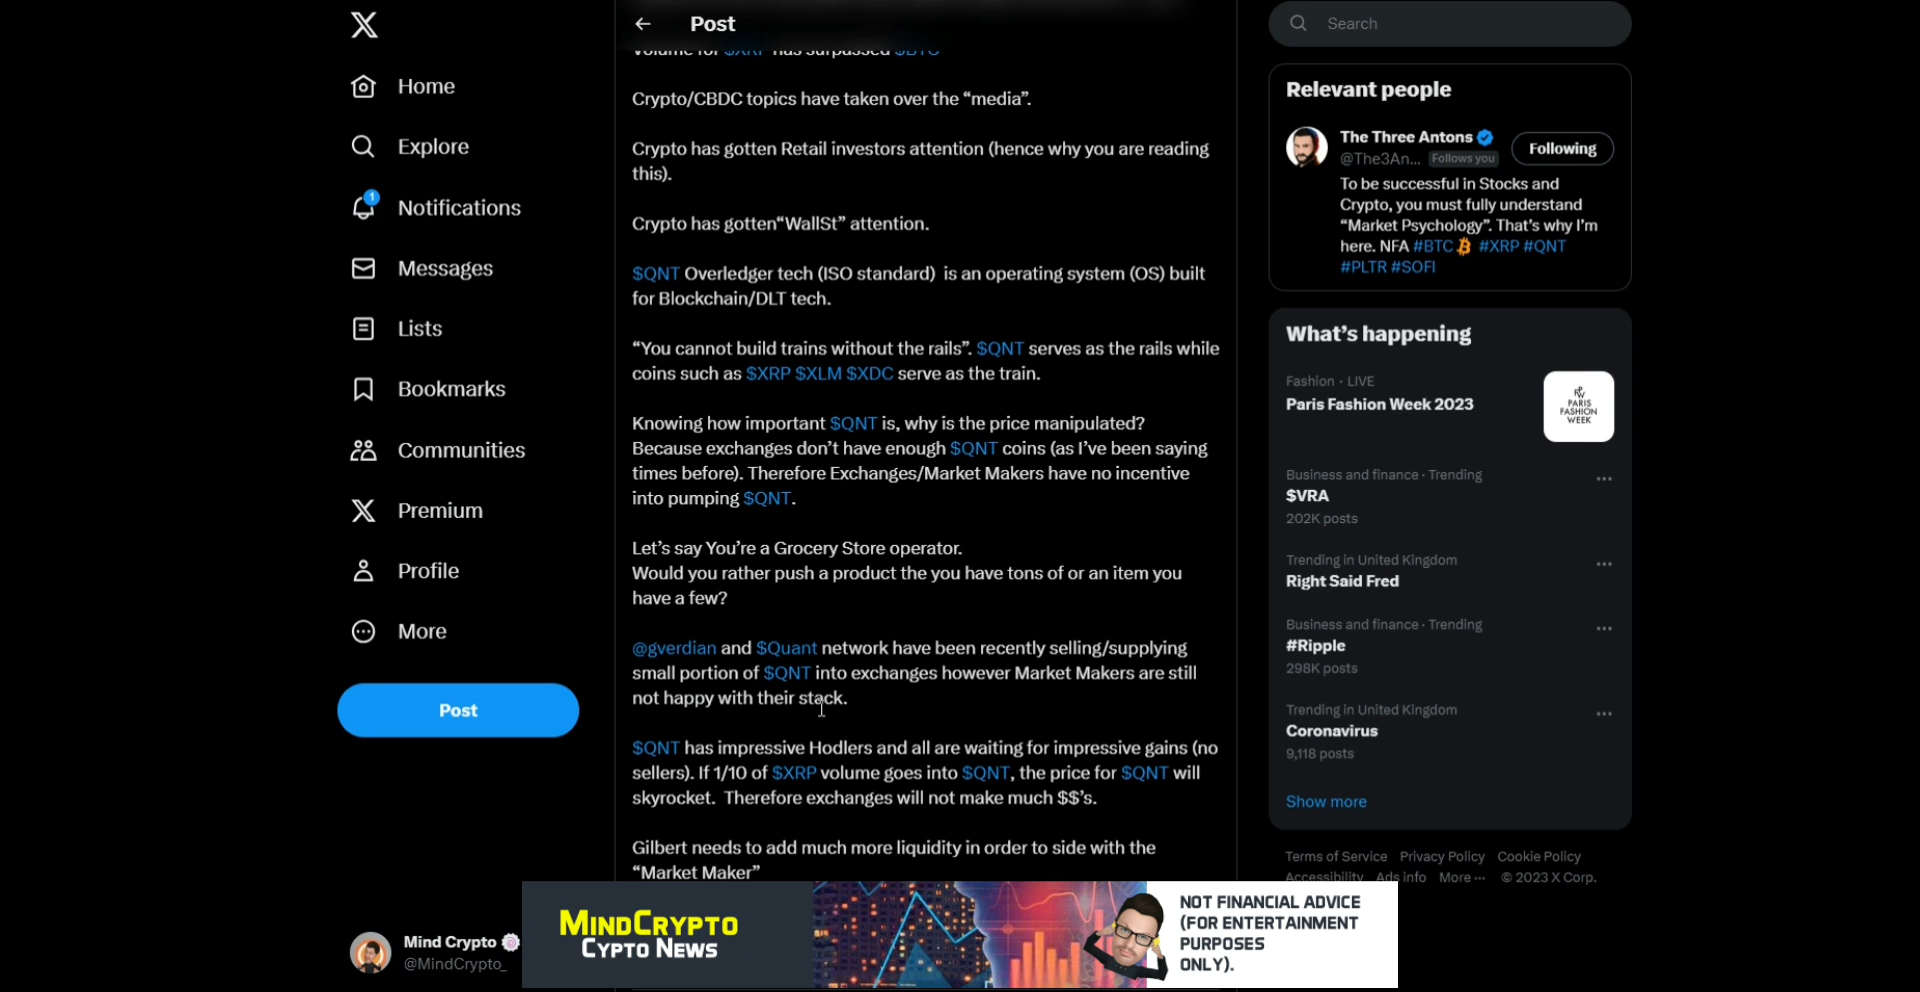 Home
Explore
Notifications
1
Messages
Lists
Bookmarks
Communities
Premium
Profile
More
Post
Mind Crypto
@MindCrypto_
Post
Volume for $XRP has surpassed $BTC
Crypto/CBDC topics have taken over the “media”.
Crypto has gotten Retail investors attention (hence why you are reading
this).
Crypto has gotten“WallSt” attention.
$QNT Overledger tech (ISO standard) is an operating system (OS) built
for Blockchain/DLT tech.
“You cannot build trains without the rails”. $QNT serves as the rails while
coins such as $XRP $XLM $XDC serve as the train.
Knowing how important $QNT is, why is the price manipulated?
Because exchanges don’t have enough $QNT coins (as I’ve been saying
times before). Therefore Exchanges/Market Makers have no incentive
into pumping $QNT.
Let’s say You’re a Grocery Store operator.
Would you rather push a product the you have tons of or an item you
have a few?
@gverdian and $Quant network have been recently selling/supplying
small portion of $QNT into exchanges however Market Makers are still
not happy with their stack.
$QNT has impressive Hodlers and all are waiting for impressive gains (no
sellers). If 1/10 of $XRP volume goes into $QNT, the price for $QNT will
skyrocket. Therefore exchanges will not make much $$’s.
Gilbert needs to add much more liquidity in order to side with the
“Market Maker”
MINDCRYPTO
CYPTO NEWS
NOT FINANCIAL ADVICE
(FOR ENTERTAINMENT
PURPOSES
ONLY).
Search
Relevant people
The Three Antons
@The3An... Follows you
Following
To be successful in Stocks and
Crypto, you must fully understand
“Market Psychology”. That’s why I’m
here. NFA #BTC #XRP #QNT
#PLTR #SOFI
What’s happening
Fashion · LIVE
Paris Fashion Week 2023
PARIS
FASHION
WEEK
Business and finance · Trending
$VRA
202K posts
Trending in United Kingdom
Right Said Fred
Business and finance · Trending
#Ripple
298K posts
Trending in United Kingdom
Coronavirus
9,118 posts
Show more
Terms of Service Privacy Policy Cookie Policy
Accessibility Ads info More ··· © 2023 X Corp.